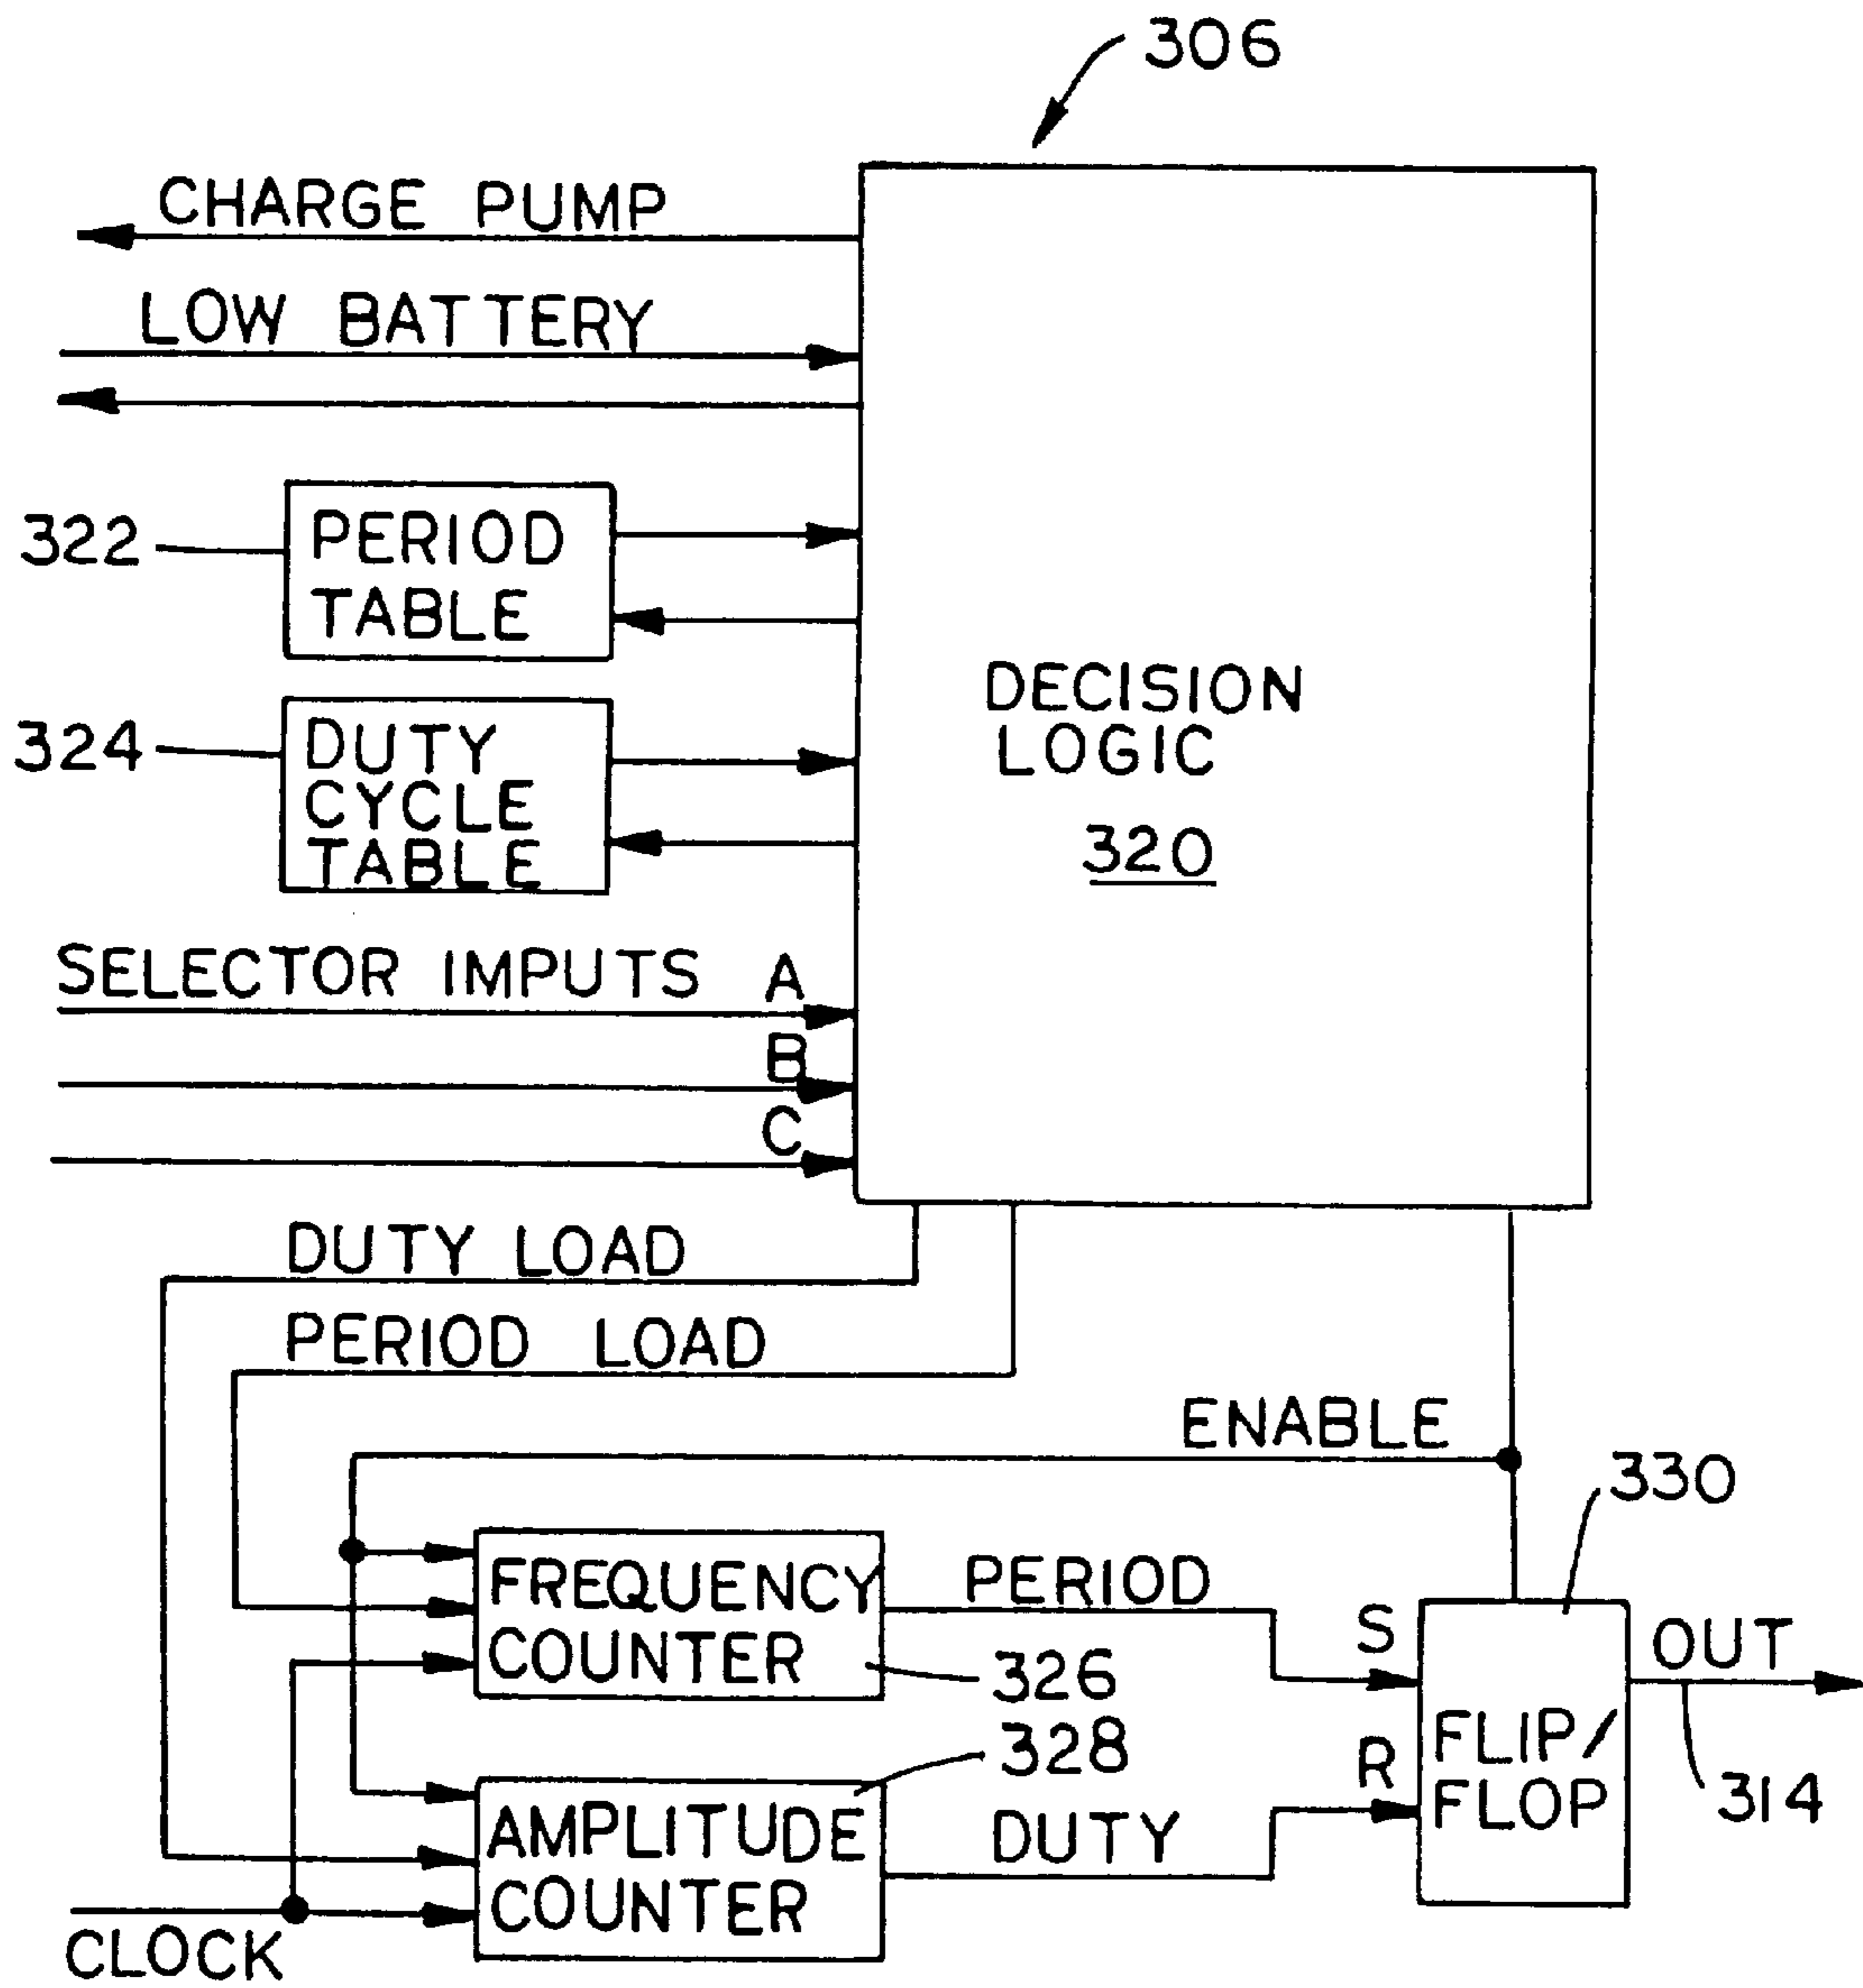 306
CHARGE PUMP
LOW BATTERY
322
PERIOD
TABLE
324
DUTY
CYCLE
TABLE
DECISION
LOGIC
320
SELECTOR IMPUTS A
B
C
DUTY LOAD
PERIOD LOAD
ENABLE
330
FREQUENCY
COUNTER
PERIOD
326
S
R
FLIP/
FLOP
OUT
314
328
AMPLITUDE
COUNTER
DUTY
CLOCK